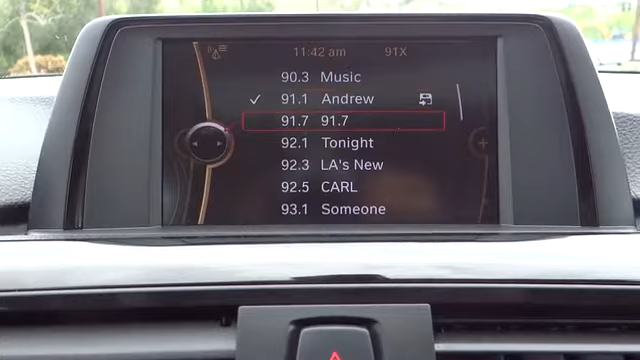 11:42 am 91X
90.3 Music
91.1 Andrew
91.7 91.7
92.1 Tonight
92.3 LA's New
92.5 CARL
93.1 Someone